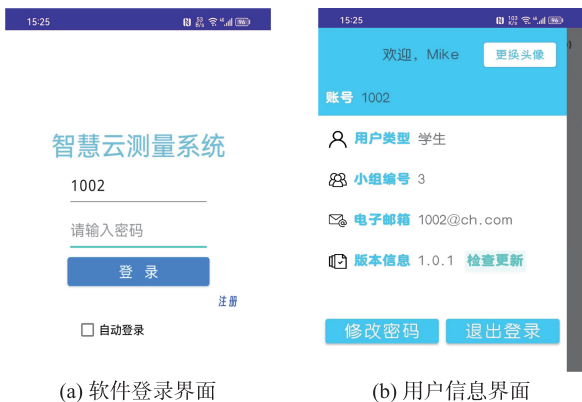 15:25
53 K/s 96
智慧云测量系统
1002
请输入密码
登 录
注册
自动登录
(a) 软件登录界面
15:25
103 K/s 96
欢迎, Mike
更换头像
账号 1002
用户类型 学生
小组编号 3
电子邮箱 1002@ch.com
版本信息 1.0.1 检查更新
修改密码
退出登录
(b) 用户信息界面